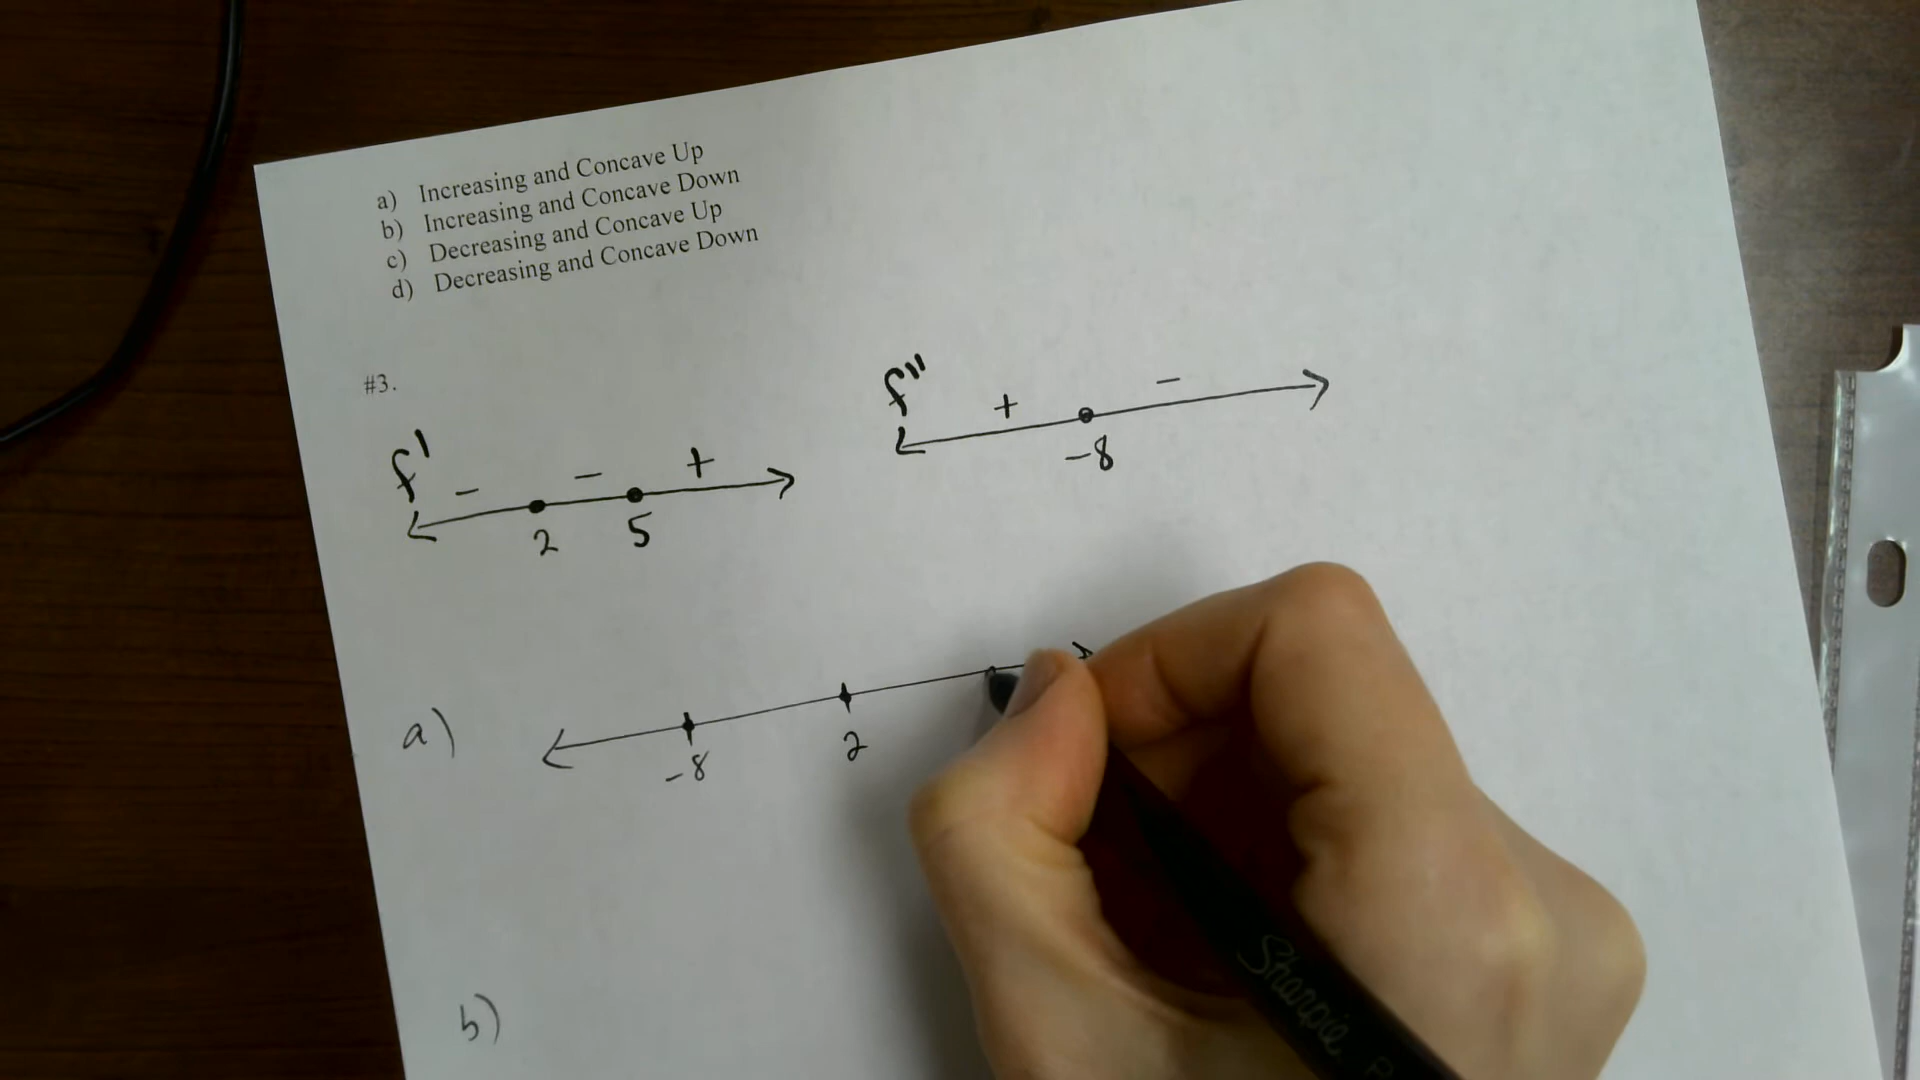 a) Increasing and Concave Up
b) Increasing and Concave Down
c) Decreasing and Concave Up
d) Decreasing and Concave Down
#3.
f' − − +
2 5
f" + −
−8
a)
−8 2
b)
Sharpie P